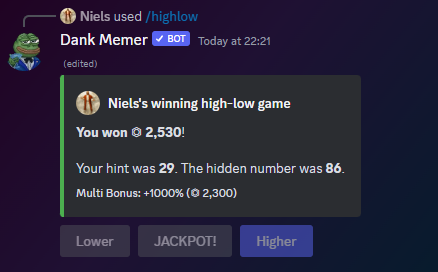 Niels used /highlow
Dank Memer ✓ BOT Today at 22:21
(edited)
Niels's winning high-low game
You won ⏣ 2,530!
Your hint was 29. The hidden number was 86.
Multi Bonus: +1000% (⏣ 2,300)
Lower JACKPOT! Higher